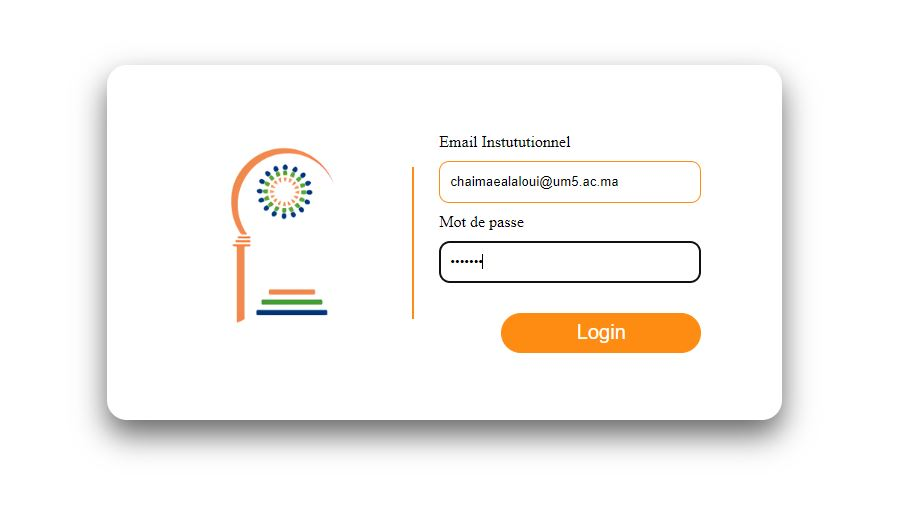 Email Instututionnel
chaimaealaloui@um5.ac.ma
Mot de passe
•••••••
Login